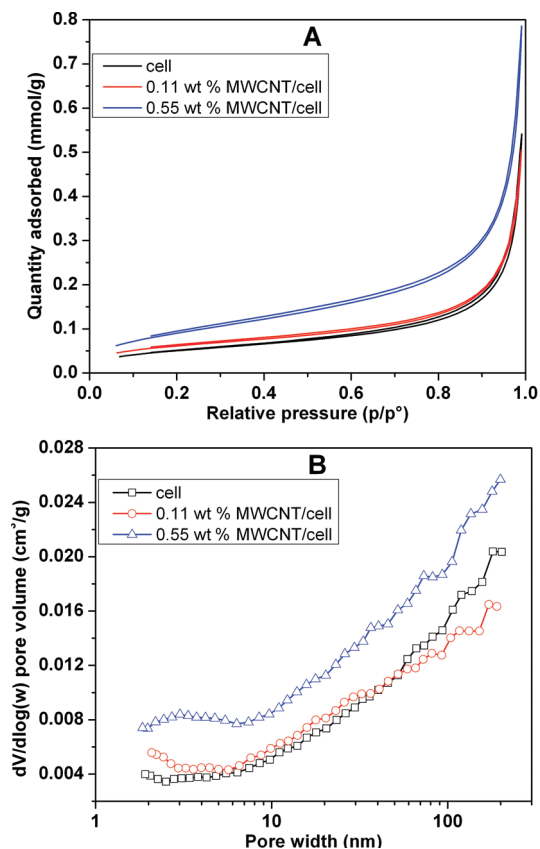 A
cell
0.11 wt % MWCNT/cell
0.55 wt % MWCNT/cell
Quantity adsorbed (mmol/g)
0.8
0.7
0.6
0.5
0.4
0.3
0.2
0.1
0.0
0.0 0.2 0.4 0.6 0.8 1.0
Relative pressure (p/p°)
B
cell
0.11 wt % MWCNT/cell
0.55 wt % MWCNT/cell
dV/dlog(w) pore volume (cm³/g)
0.028
0.024
0.020
0.016
0.012
0.008
0.004
1 10 100
Pore width (nm)